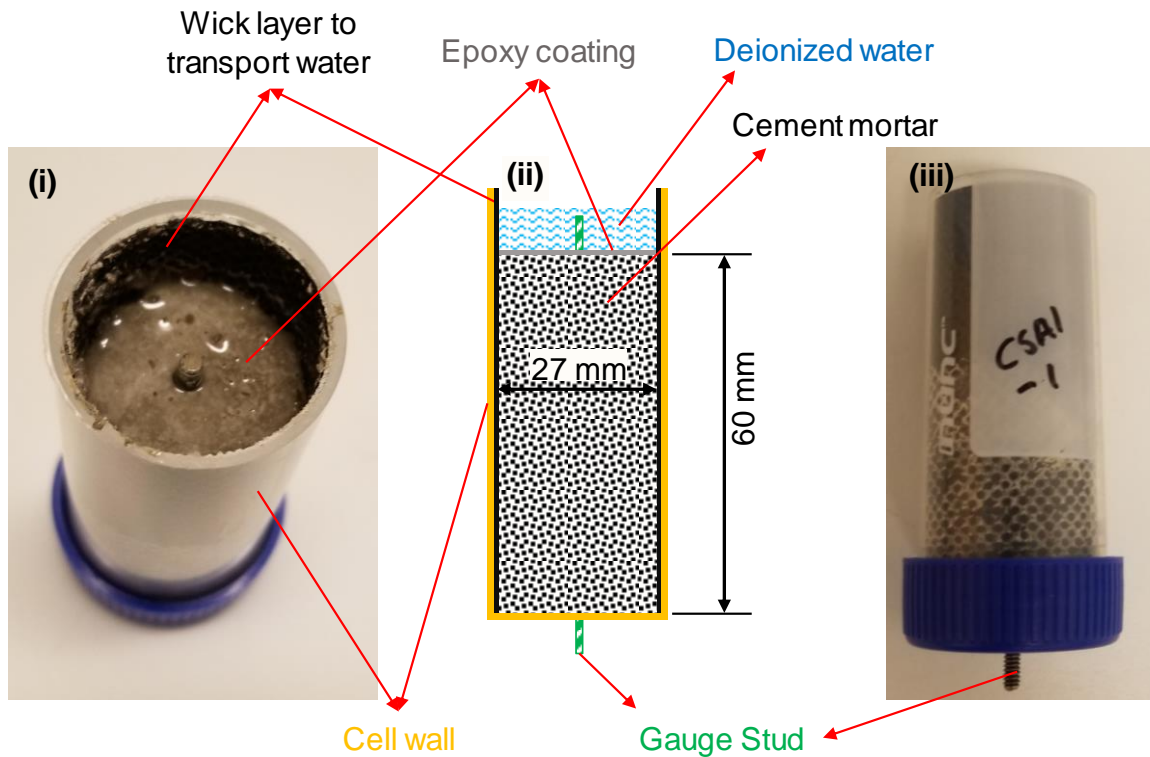 Wick layer to
transport water
Epoxy coating
Deionized water
Cement mortar
(i)
(ii)
(iii)
27 mm
60 mm
CSA1
-1
Cell wall
Gauge Stud